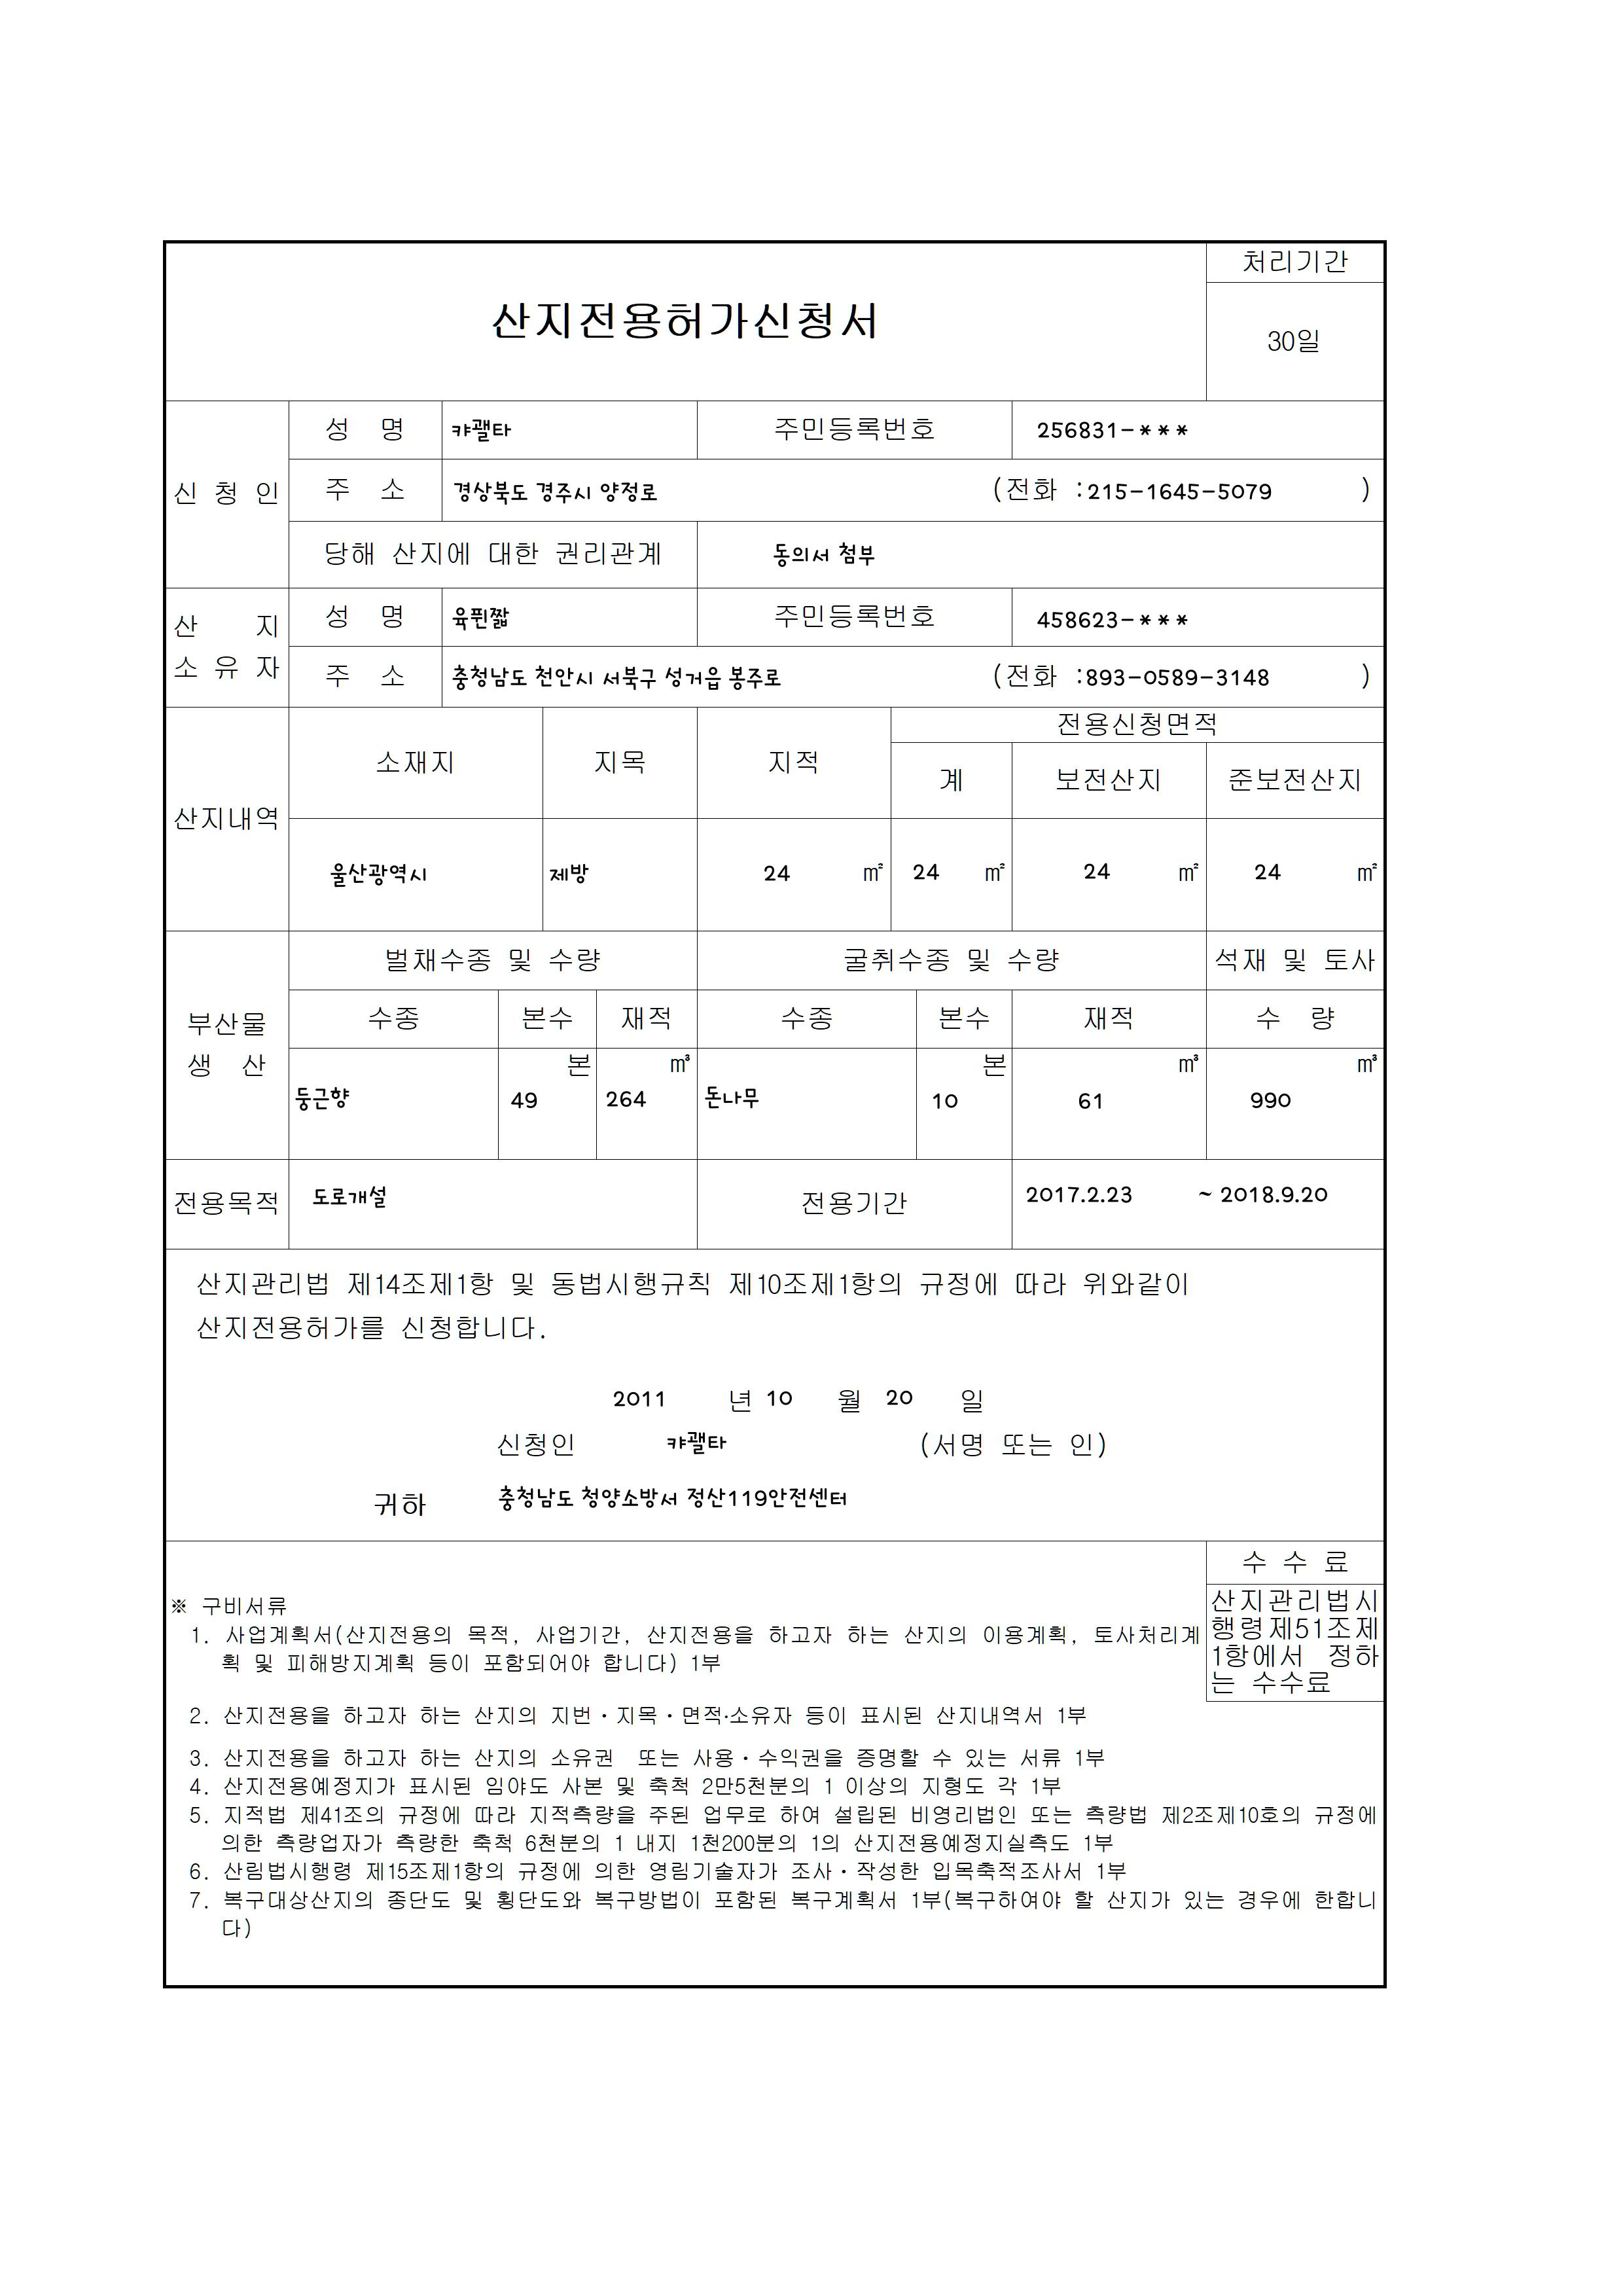 처리기간
산지전용허가신청서
30일
신 청 인
성 명 캬괠타 주민등록번호 256831-***
주 소 경상북도 경주시 양정로 (전화 :215-1645-5079 )
당해 산지에 대한 권리관계 동의서 첨부
산 지
소 유 자
성 명 육퓐짧 주민등록번호 458623-***
주 소 충청남도 천안시 서북구 성거읍 봉주로 (전화 :893-0589-3148 )
산지내역
소재지 지목 지적 전용신청면적
계 보전산지 준보전산지
울산광역시 제방 24 ㎡ 24 ㎡ 24 ㎡ 24 ㎡
부산물
생 산
벌채수종 및 수량 굴취수종 및 수량 석재 및 토사
수종 본수 재적 수종 본수 재적 수 량
본 ㎥ 본 ㎥ ㎥
둥근향 49 264 돈나무 10 61 990
전용목적 도로개설 전용기간 2017.2.23 ~ 2018.9.20
산지관리법 제14조제1항 및 동법시행규칙 제10조제1항의 규정에 따라 위와같이
산지전용허가를 신청합니다.
2011 년 10 월 20 일
신청인 캬괠타 (서명 또는 인)
귀하 충청남도 청양소방서 정산119안전센터
수 수 료
산지관리법시
행령제51조제
1항에서 정하
는 수수료
※ 구비서류
1. 사업계획서(산지전용의 목적, 사업기간, 산지전용을 하고자 하는 산지의 이용계획, 토사처리계
획 및 피해방지계획 등이 포함되어야 합니다) 1부
2. 산지전용을 하고자 하는 산지의 지번·지목·면적·소유자 등이 표시된 산지내역서 1부
3. 산지전용을 하고자 하는 산지의 소유권 또는 사용·수익권을 증명할 수 있는 서류 1부
4. 산지전용예정지가 표시된 임야도 사본 및 축척 2만5천분의 1 이상의 지형도 각 1부
5. 지적법 제41조의 규정에 따라 지적측량을 주된 업무로 하여 설립된 비영리법인 또는 측량법 제2조제10호의 규정에
의한 측량업자가 측량한 축척 6천분의 1 내지 1천200분의 1의 산지전용예정지실측도 1부
6. 산림법시행령 제15조제1항의 규정에 의한 영림기술자가 조사·작성한 입목축적조사서 1부
7. 복구대상산지의 종단도 및 횡단도와 복구방법이 포함된 복구계획서 1부(복구하여야 할 산지가 있는 경우에 한합니
다)